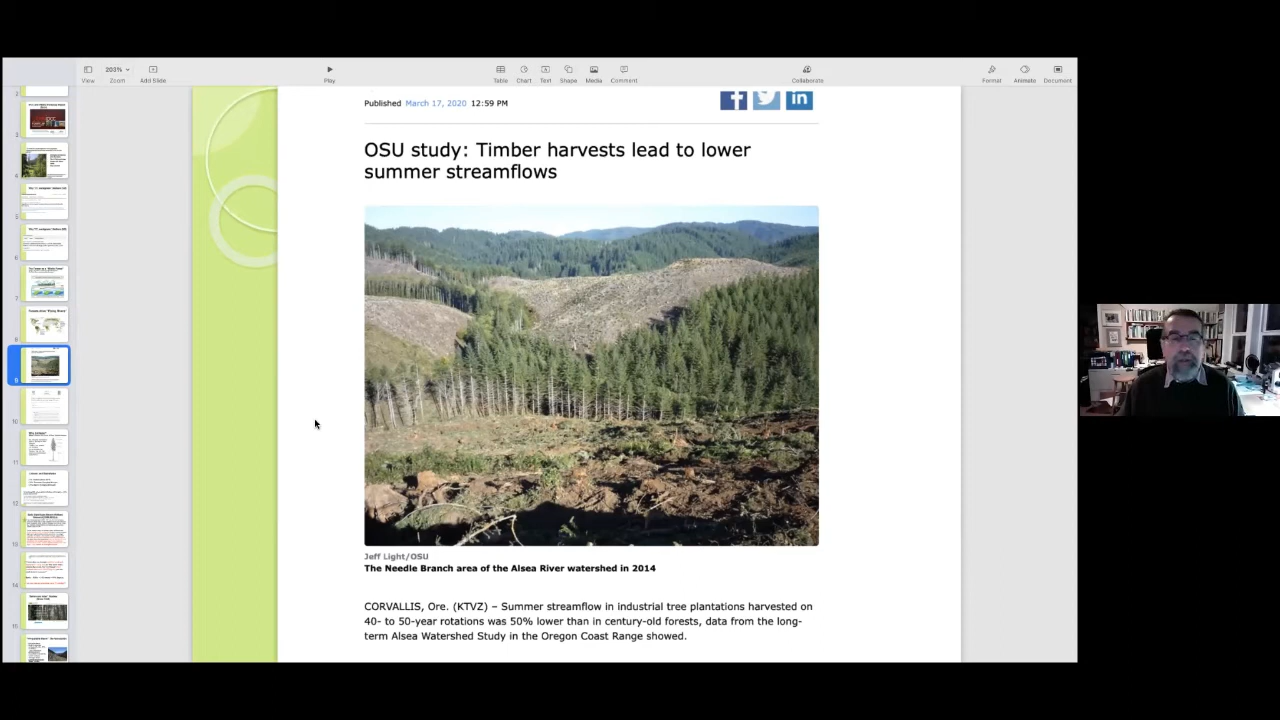 203%
View
Zoom
Add Slide
Play
Table
Chart
Text
Shape
Media
Comment
Collaborate
Format
Animate
Document
Published March 17, 2020 12:59 PM
OSU study: Timber harvests lead to lower
summer streamflows
Jeff Light/OSU
The Needle Branch area of the Alsea River watershed in 2014
CORVALLIS, Ore. (KTVZ) – Summer streamflow in industrial tree plantations harvested on
40- to 50-year rotations was 50% lower than in century-old forests, data from the long-
term Alsea Watershed Study in the Oregon Coast Range showed.